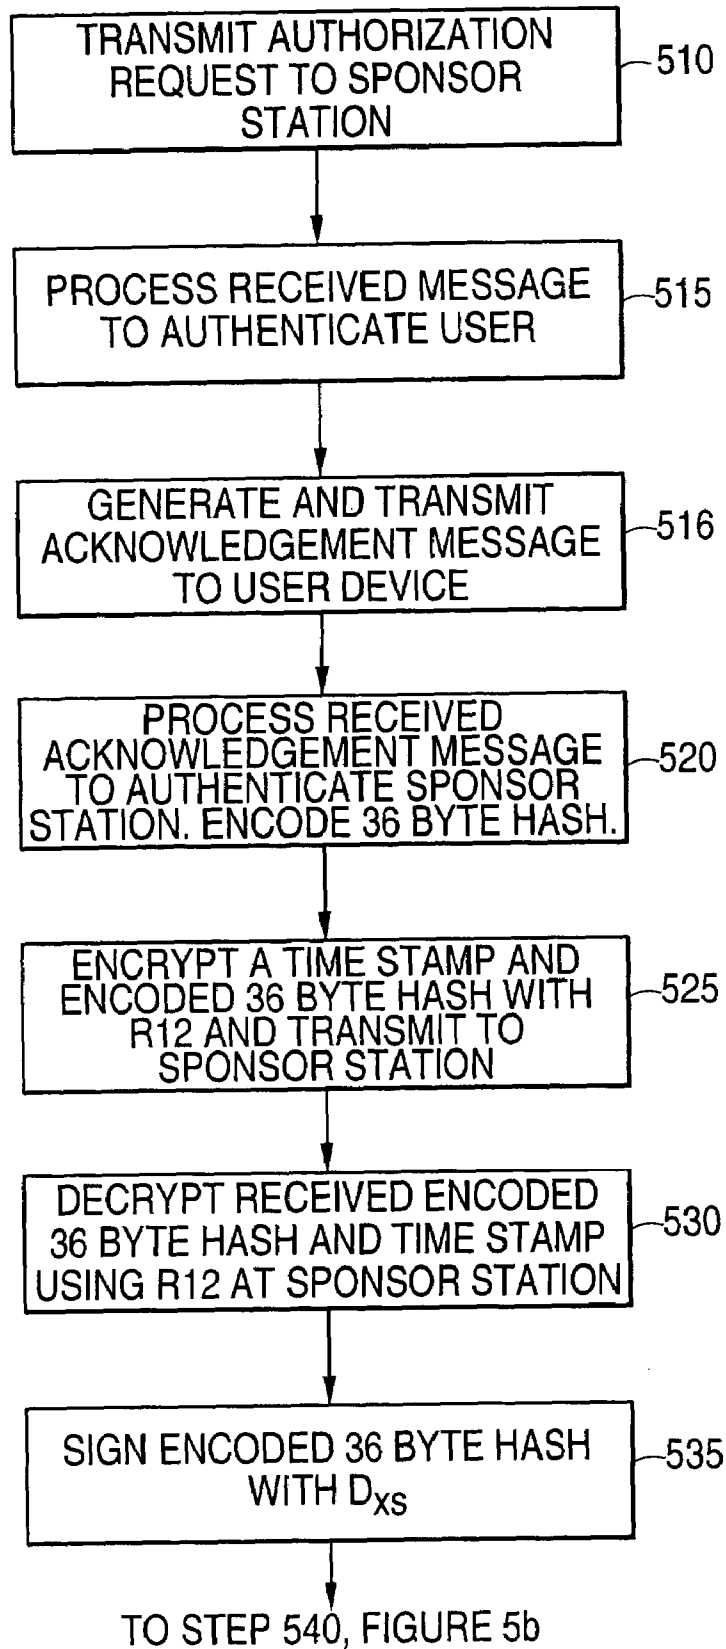 TRANSMIT AUTHORIZATION
REQUEST TO SPONSOR
STATION
510
PROCESS RECEIVED MESSAGE
TO AUTHENTICATE USER
515
GENERATE AND TRANSMIT
ACKNOWLEDGEMENT MESSAGE
TO USER DEVICE
516
PROCESS RECEIVED
ACKNOWLEDGEMENT MESSAGE
TO AUTHENTICATE SPONSOR
STATION. ENCODE 36 BYTE HASH.
520
ENCRYPT A TIME STAMP AND
ENCODED 36 BYTE HASH WITH
R12 AND TRANSMIT TO
SPONSOR STATION
525
DECRYPT RECEIVED ENCODED
36 BYTE HASH AND TIME STAMP
USING R12 AT SPONSOR STATION
530
SIGN ENCODED 36 BYTE HASH
WITH DXS
535
TO STEP 540, FIGURE 5b